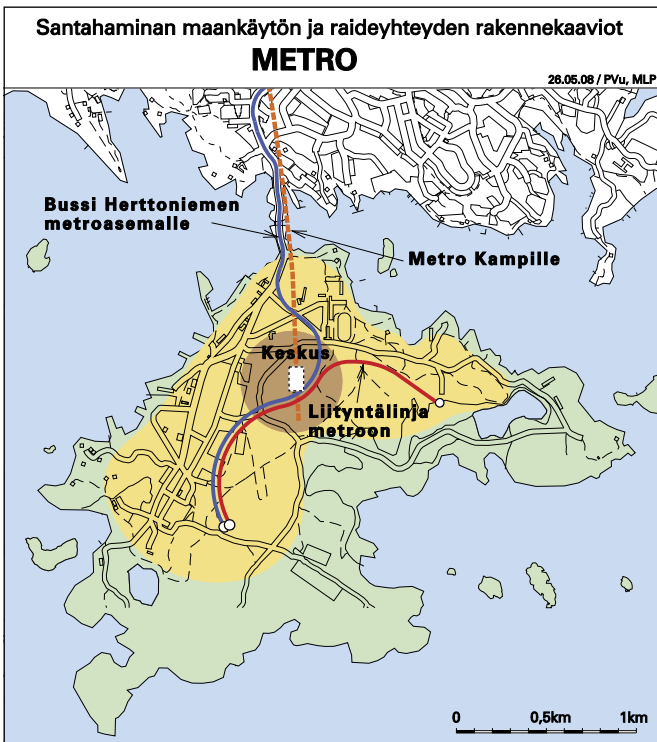 Santahaminan maankäytön ja raideyhteyden rakennekaaviot
METRO
26.05.08 / PVu, MLP
Bussi Herttoniemen
metroasemalle
Metro Kampille
Keskus
Liityntälinja
metroon
0 0,5km 1km